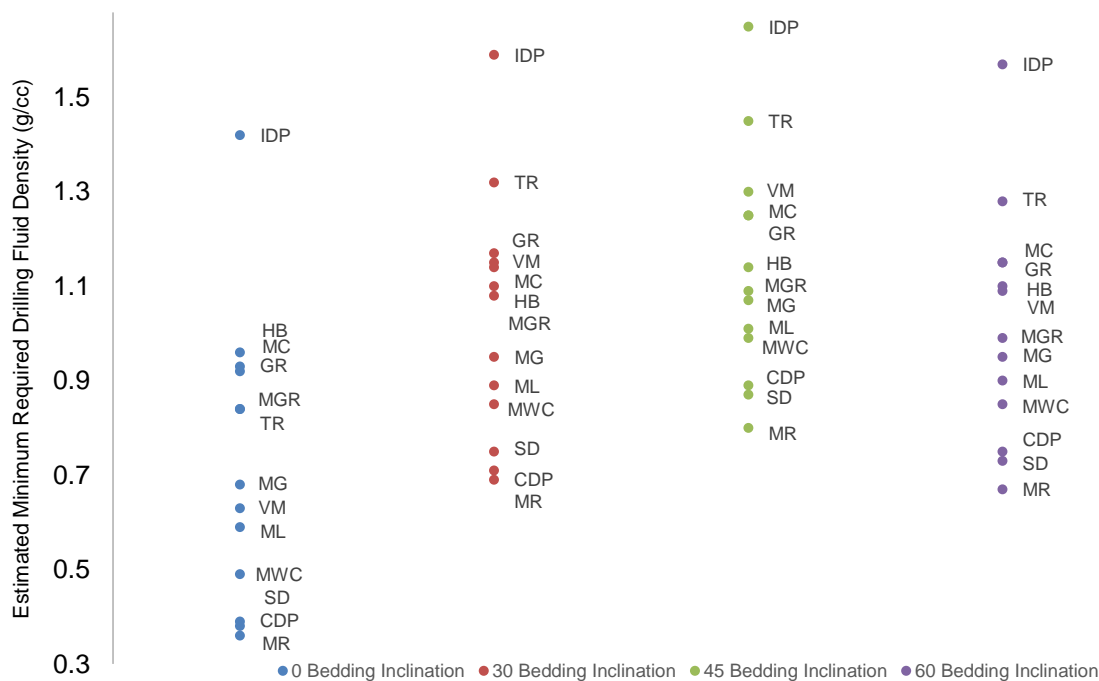 Estimated Minimum Required Drilling Fluid Density (g/cc)
1.5
1.3
1.1
0.9
0.7
0.5
0.3
IDP
HB
MC
GR
MGR
TR
MG
VM
ML
MWC
SD
CDP
MR
IDP
TR
GR
VM
MC
HB
MGR
MG
ML
MWC
SD
CDP
MR
IDP
TR
VM
MC
GR
HB
MGR
MG
ML
MWC
CDP
SD
MR
IDP
TR
MC
GR
HB
VM
MGR
MG
ML
MWC
CDP
SD
MR
0 Bedding Inclination 30 Bedding Inclination 45 Bedding Inclination 60 Bedding Inclination